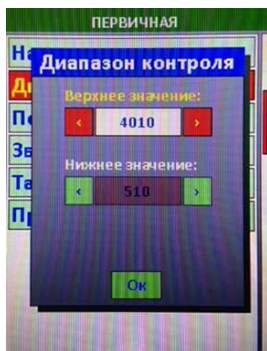 ПЕРВИЧНАЯ
Диапазон контроля
Верхнее значение:
< 4010 >
Нижнее значение:
< 510 >
Ок